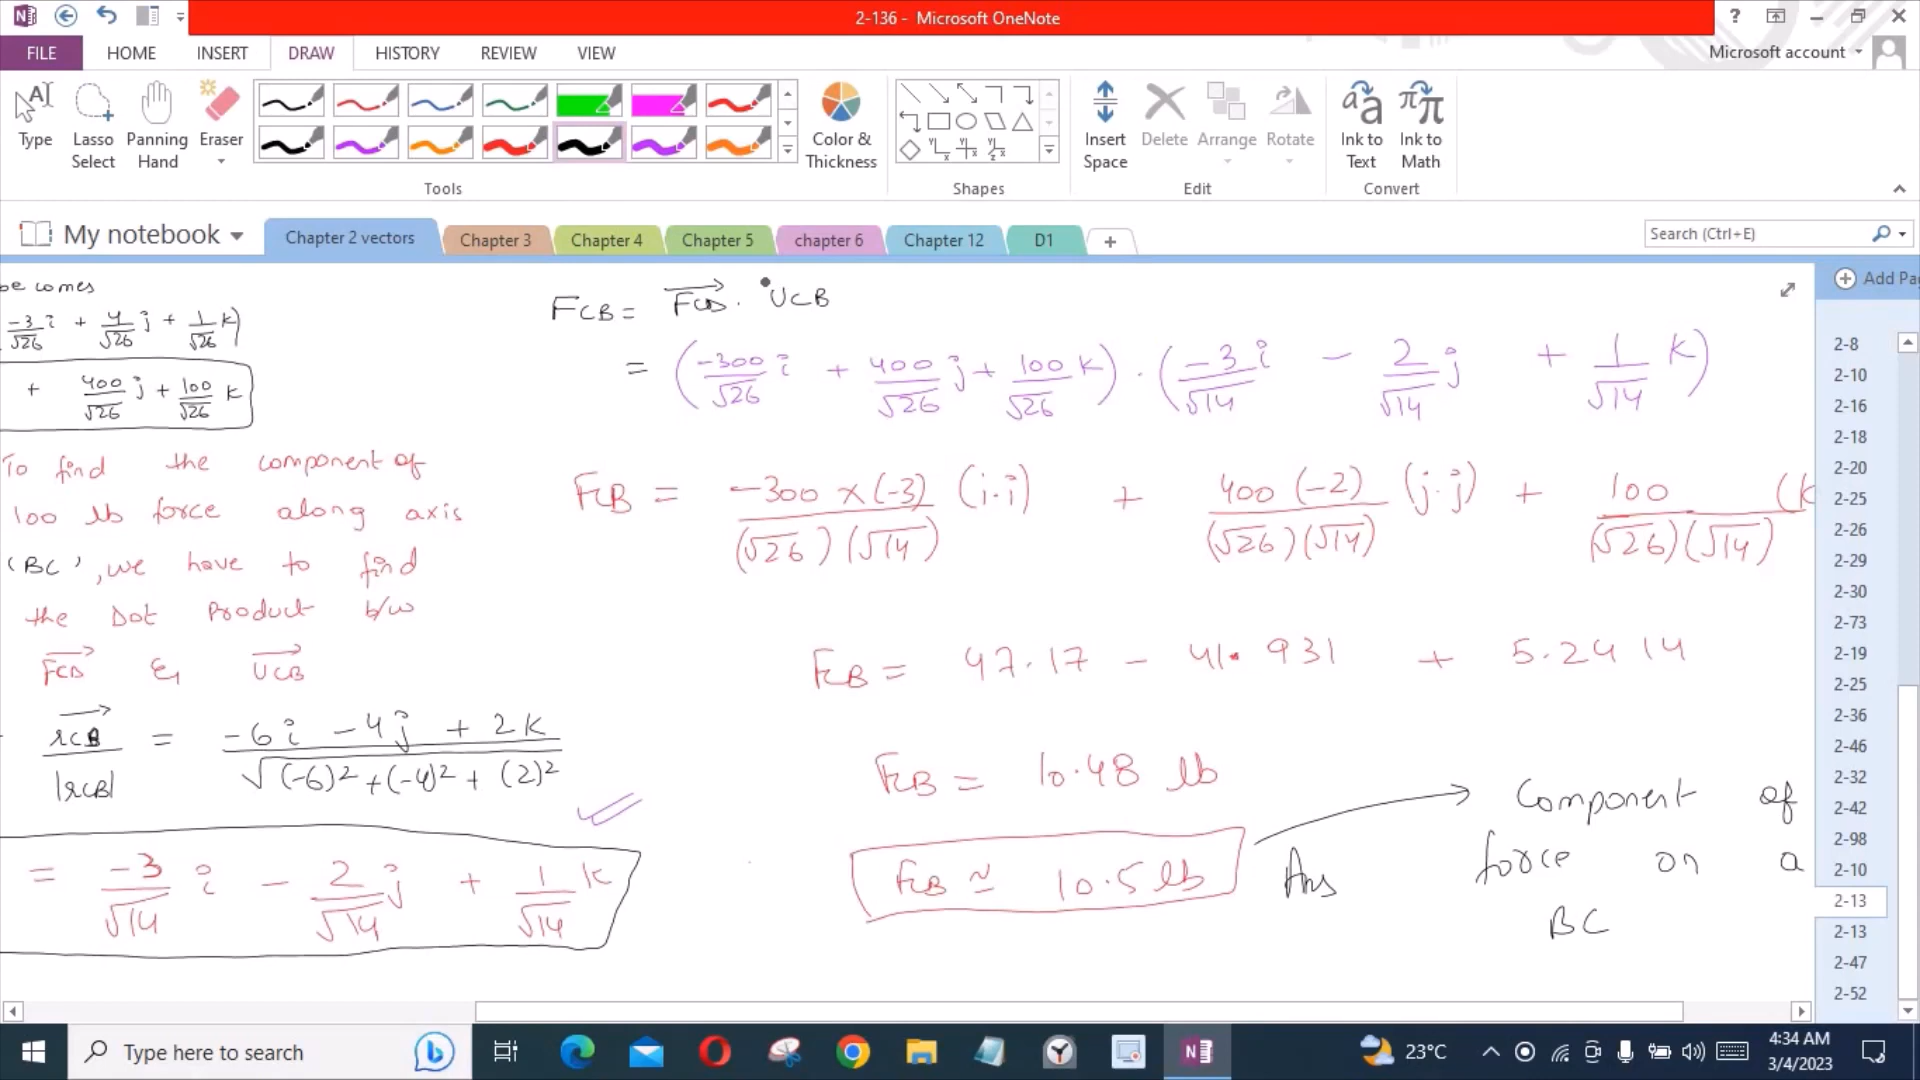 2-136 - Microsoft OneNote
?
FILE HOME INSERT DRAW HISTORY REVIEW VIEW
Microsoft account
Type
Lasso Select
Panning Hand
Eraser
Color & Thickness
Insert Space
Delete
Arrange
Rotate
Ink to Text
Ink to Math
Tools
Shapes
Edit
Convert
My notebook
Chapter 2 vectors
Chapter 3
Chapter 4
Chapter 5
chapter 6
Chapter 12
D1
+
Search (Ctrl+E)
Add Pa
be comes
-3/√26 i + 4/√26 j + 1/√26 k)
+ 400/√26 j + 100/√26 k
To find the component of
100 lb force along axis
'BC', we have to find
the Dot Product b/w
FCD & UCB
rCB/|rCB| = -6i - 4j + 2k / √(-6)² + (-4)² + (2)²
= -3/√14 i - 2/√14 j + 1/√14 k
FCB = FCD . UCB
= (-300/√26 i + 400/√26 j + 100/√26 k) . (-3/√14 i - 2/√14 j + 1/√14 k)
FCB = -300 × (-3)/(√26)(√14) (i.i) + 400 (-2)/(√26)(√14) (j.j) + 100/(√26)(√14) (k
FCB = 47.17 - 41.931 + 5.2414
FCB = 10.48 lb
FCB ≃ 10.5 lb
Ans
Component of
force on a
BC
2-8
2-10
2-16
2-18
2-20
2-25
2-26
2-29
2-30
2-73
2-19
2-25
2-36
2-46
2-32
2-42
2-98
2-10
2-13
2-13
2-47
2-52
Type here to search
23°C
4:34 AM
3/4/2023